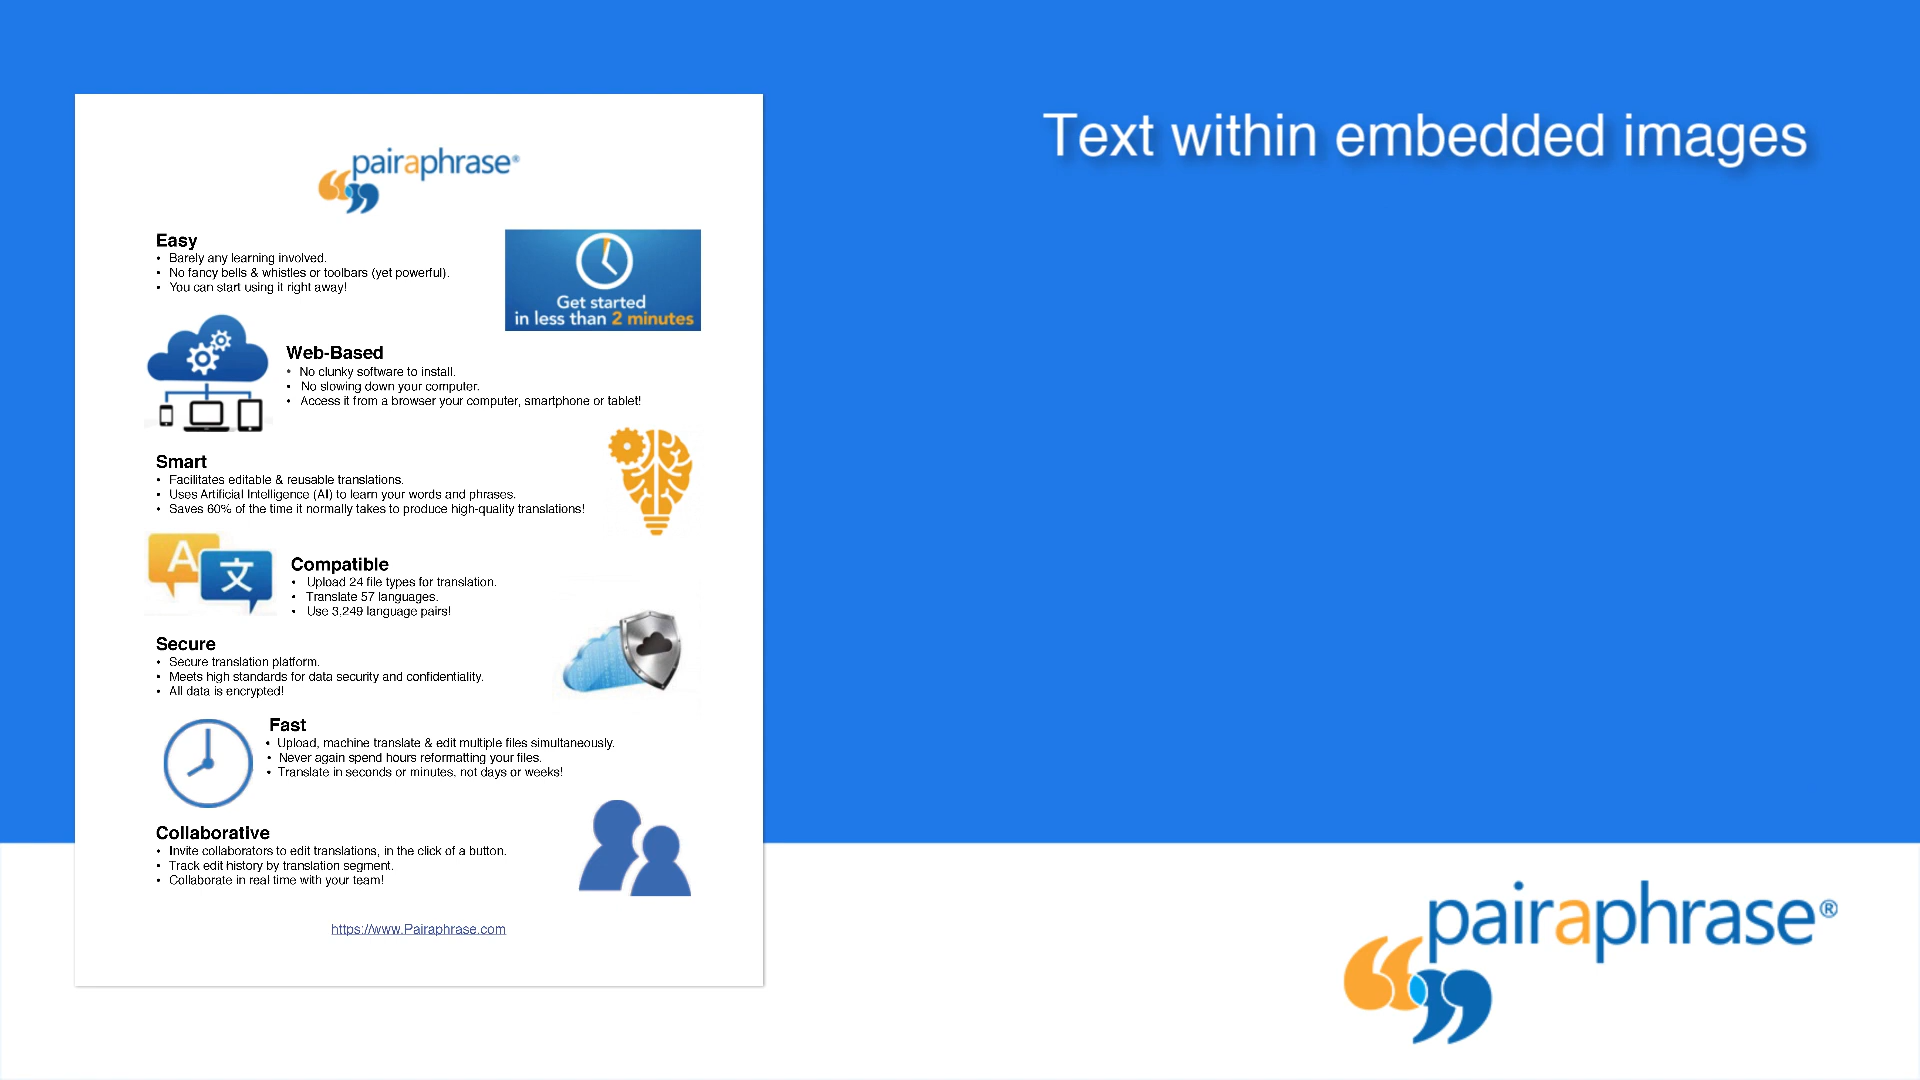 Text within embedded images
pairaphrase®
Easy
• Barely any learning involved.
• No fancy bells & whistles or toolbars (yet powerful).
• You can start using it right away!
Get started
in less than 2 minutes
Web-Based
• No clunky software to install.
• No slowing down your computer.
• Access it from a browser your computer, smartphone or tablet!
Smart
• Facilitates editable & reusable translations.
• Uses Artificial Intelligence (AI) to learn your words and phrases.
• Saves 60% of the time it normally takes to produce high-quality translations!
A
文
Compatible
• Upload 24 file types for translation.
• Translate 57 languages.
• Use 3,249 language pairs!
Secure
• Secure translation platform.
• Meets high standards for data security and confidentiality.
• All data is encrypted!
Fast
• Upload, machine translate & edit multiple files simultaneously.
• Never again spend hours reformatting your files.
• Translate in seconds or minutes, not days or weeks!
Collaborative
• Invite collaborators to edit translations, in the click of a button.
• Track edit history by translation segment.
• Collaborate in real time with your team!
https://www.Pairaphrase.com
pairaphrase®